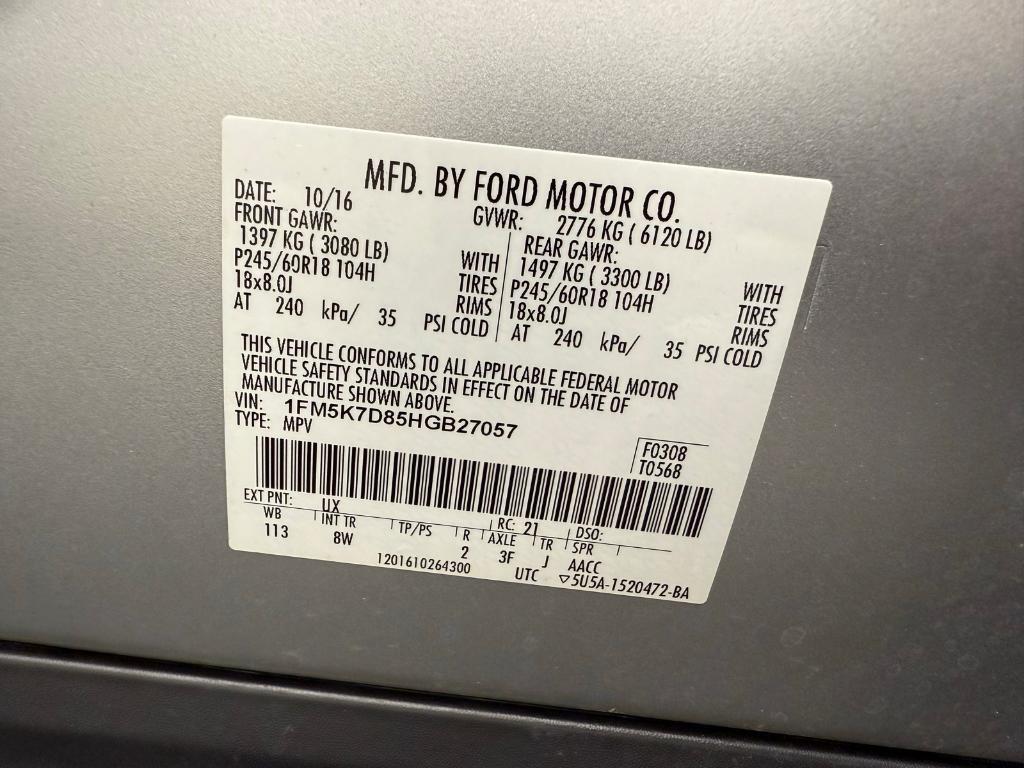 MFD. BY FORD MOTOR CO.
DATE: 10/16 GVWR: 2776 KG ( 6120 LB)
FRONT GAWR: REAR GAWR:
1397 KG ( 3080 LB) WITH 1497 KG ( 3300 LB) WITH
P245/60R18 104H TIRES P245/60R18 104H TIRES
18x8.0J RIMS 18x8.0J RIMS
AT 240 kPa/ 35 PSI COLD AT 240 kPa/ 35 PSI COLD
THIS VEHICLE CONFORMS TO ALL APPLICABLE FEDERAL MOTOR
VEHICLE SAFETY STANDARDS IN EFFECT ON THE DATE OF
MANUFACTURE SHOWN ABOVE.
VIN: 1FM5K7D85HGB27057
TYPE: MPV
F0308
T0568
EXT PNT: UX RC: 21 DSO:
WB INT TR TP/PS R AXLE TR SPR
113 8W 2 3F J AACC
1201610264300 UTC ▽5U5A-1520472-BA